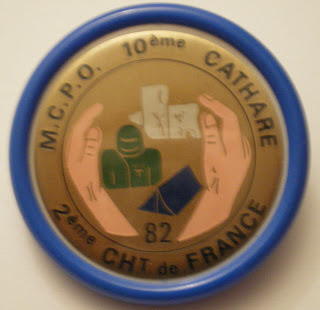 M.C.P.O. 10ème CATHARE
82
2ème CHT de FRANCE